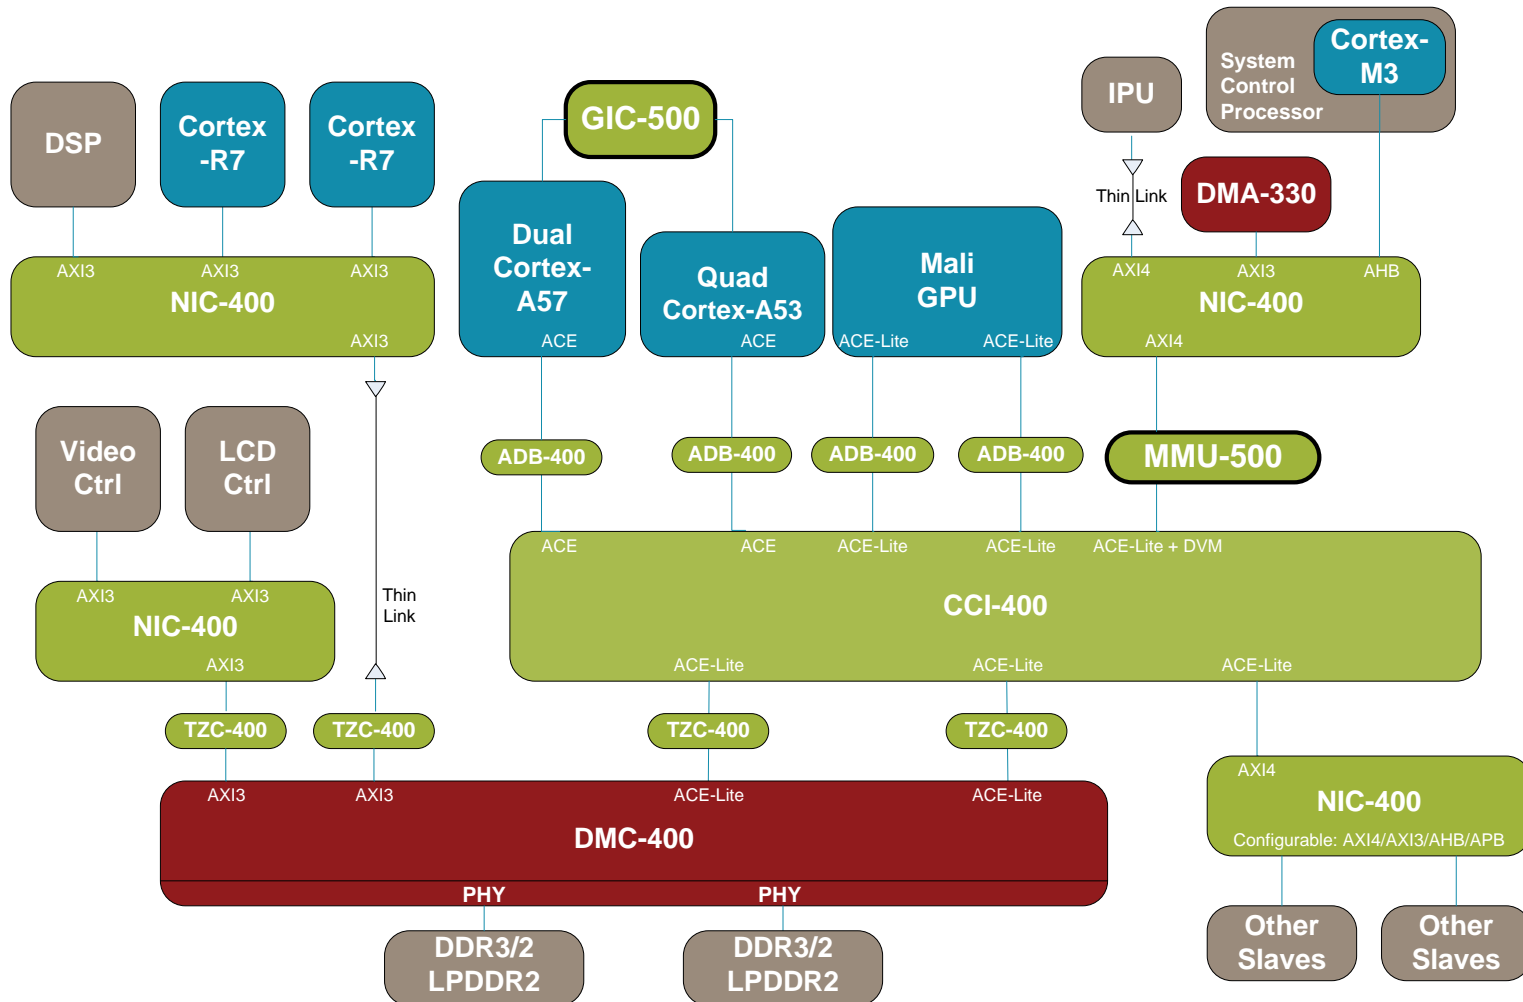 DSP
Cortex
-R7
Cortex
-R7
GIC-500
IPU
System
Control
Processor
Cortex-
M3
Thin Link
DMA-330
AXI3
AXI3
AXI3
NIC-400
AXI3
Dual
Cortex-
A57
ACE
Quad
Cortex-A53
ACE
Mali
GPU
ACE-Lite
ACE-Lite
AXI4
AXI3
AHB
NIC-400
AXI4
Video
Ctrl
LCD
Ctrl
ADB-400
ADB-400
ADB-400
ADB-400
MMU-500
AXI3
AXI3
NIC-400
AXI3
Thin
Link
ACE
ACE
ACE-Lite
ACE-Lite
ACE-Lite + DVM
CCI-400
ACE-Lite
ACE-Lite
ACE-Lite
TZC-400
TZC-400
TZC-400
TZC-400
AXI3
AXI3
ACE-Lite
ACE-Lite
DMC-400
PHY
PHY
AXI4
NIC-400
Configurable: AXI4/AXI3/AHB/APB
DDR3/2
LPDDR2
DDR3/2
LPDDR2
Other
Slaves
Other
Slaves